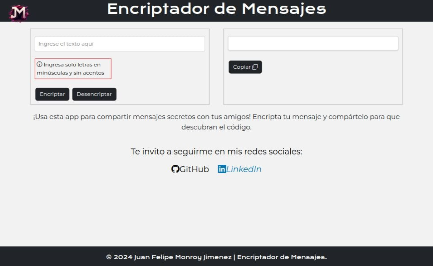 JM
Encriptador de Mensajes
Ingrese el texto aquí
Ingresa solo letras en
minúsculas y sin acentos
Encriptar Desencriptar
Copiar
¡Usa esta app para compartir mensajes secretos con tus amigos! Encripta tu mensaje y compártelo para que
descubran el código.
Te invito a seguirme en mis redes sociales:
GitHub LinkedIn
© 2024 Juan Felipe Monroy Jimenez | Encriptador de Mensajes.